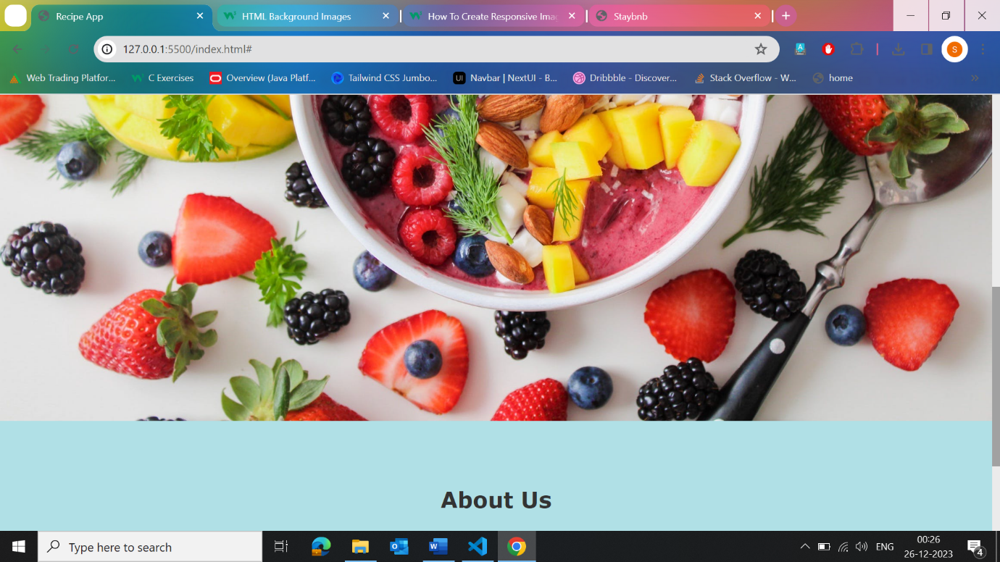 Recipe App
HTML Background Images
How To Create Responsive Imag
Staybnb
S
127.0.0.1:5500/index.html#
A
Web Trading Platfor...
C Exercises
Overview (Java Platf...
Tailwind CSS Jumbo...
UI
Navbar | NextUI - B...
Dribbble - Discover...
Stack Overflow - W...
home
About Us
Type here to search
ENG
00:26
26-12-2023
4